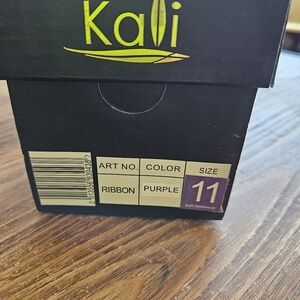 Kali
ART NO. COLOR SIZE
RIBBON PURPLE 11
Kali Footwear